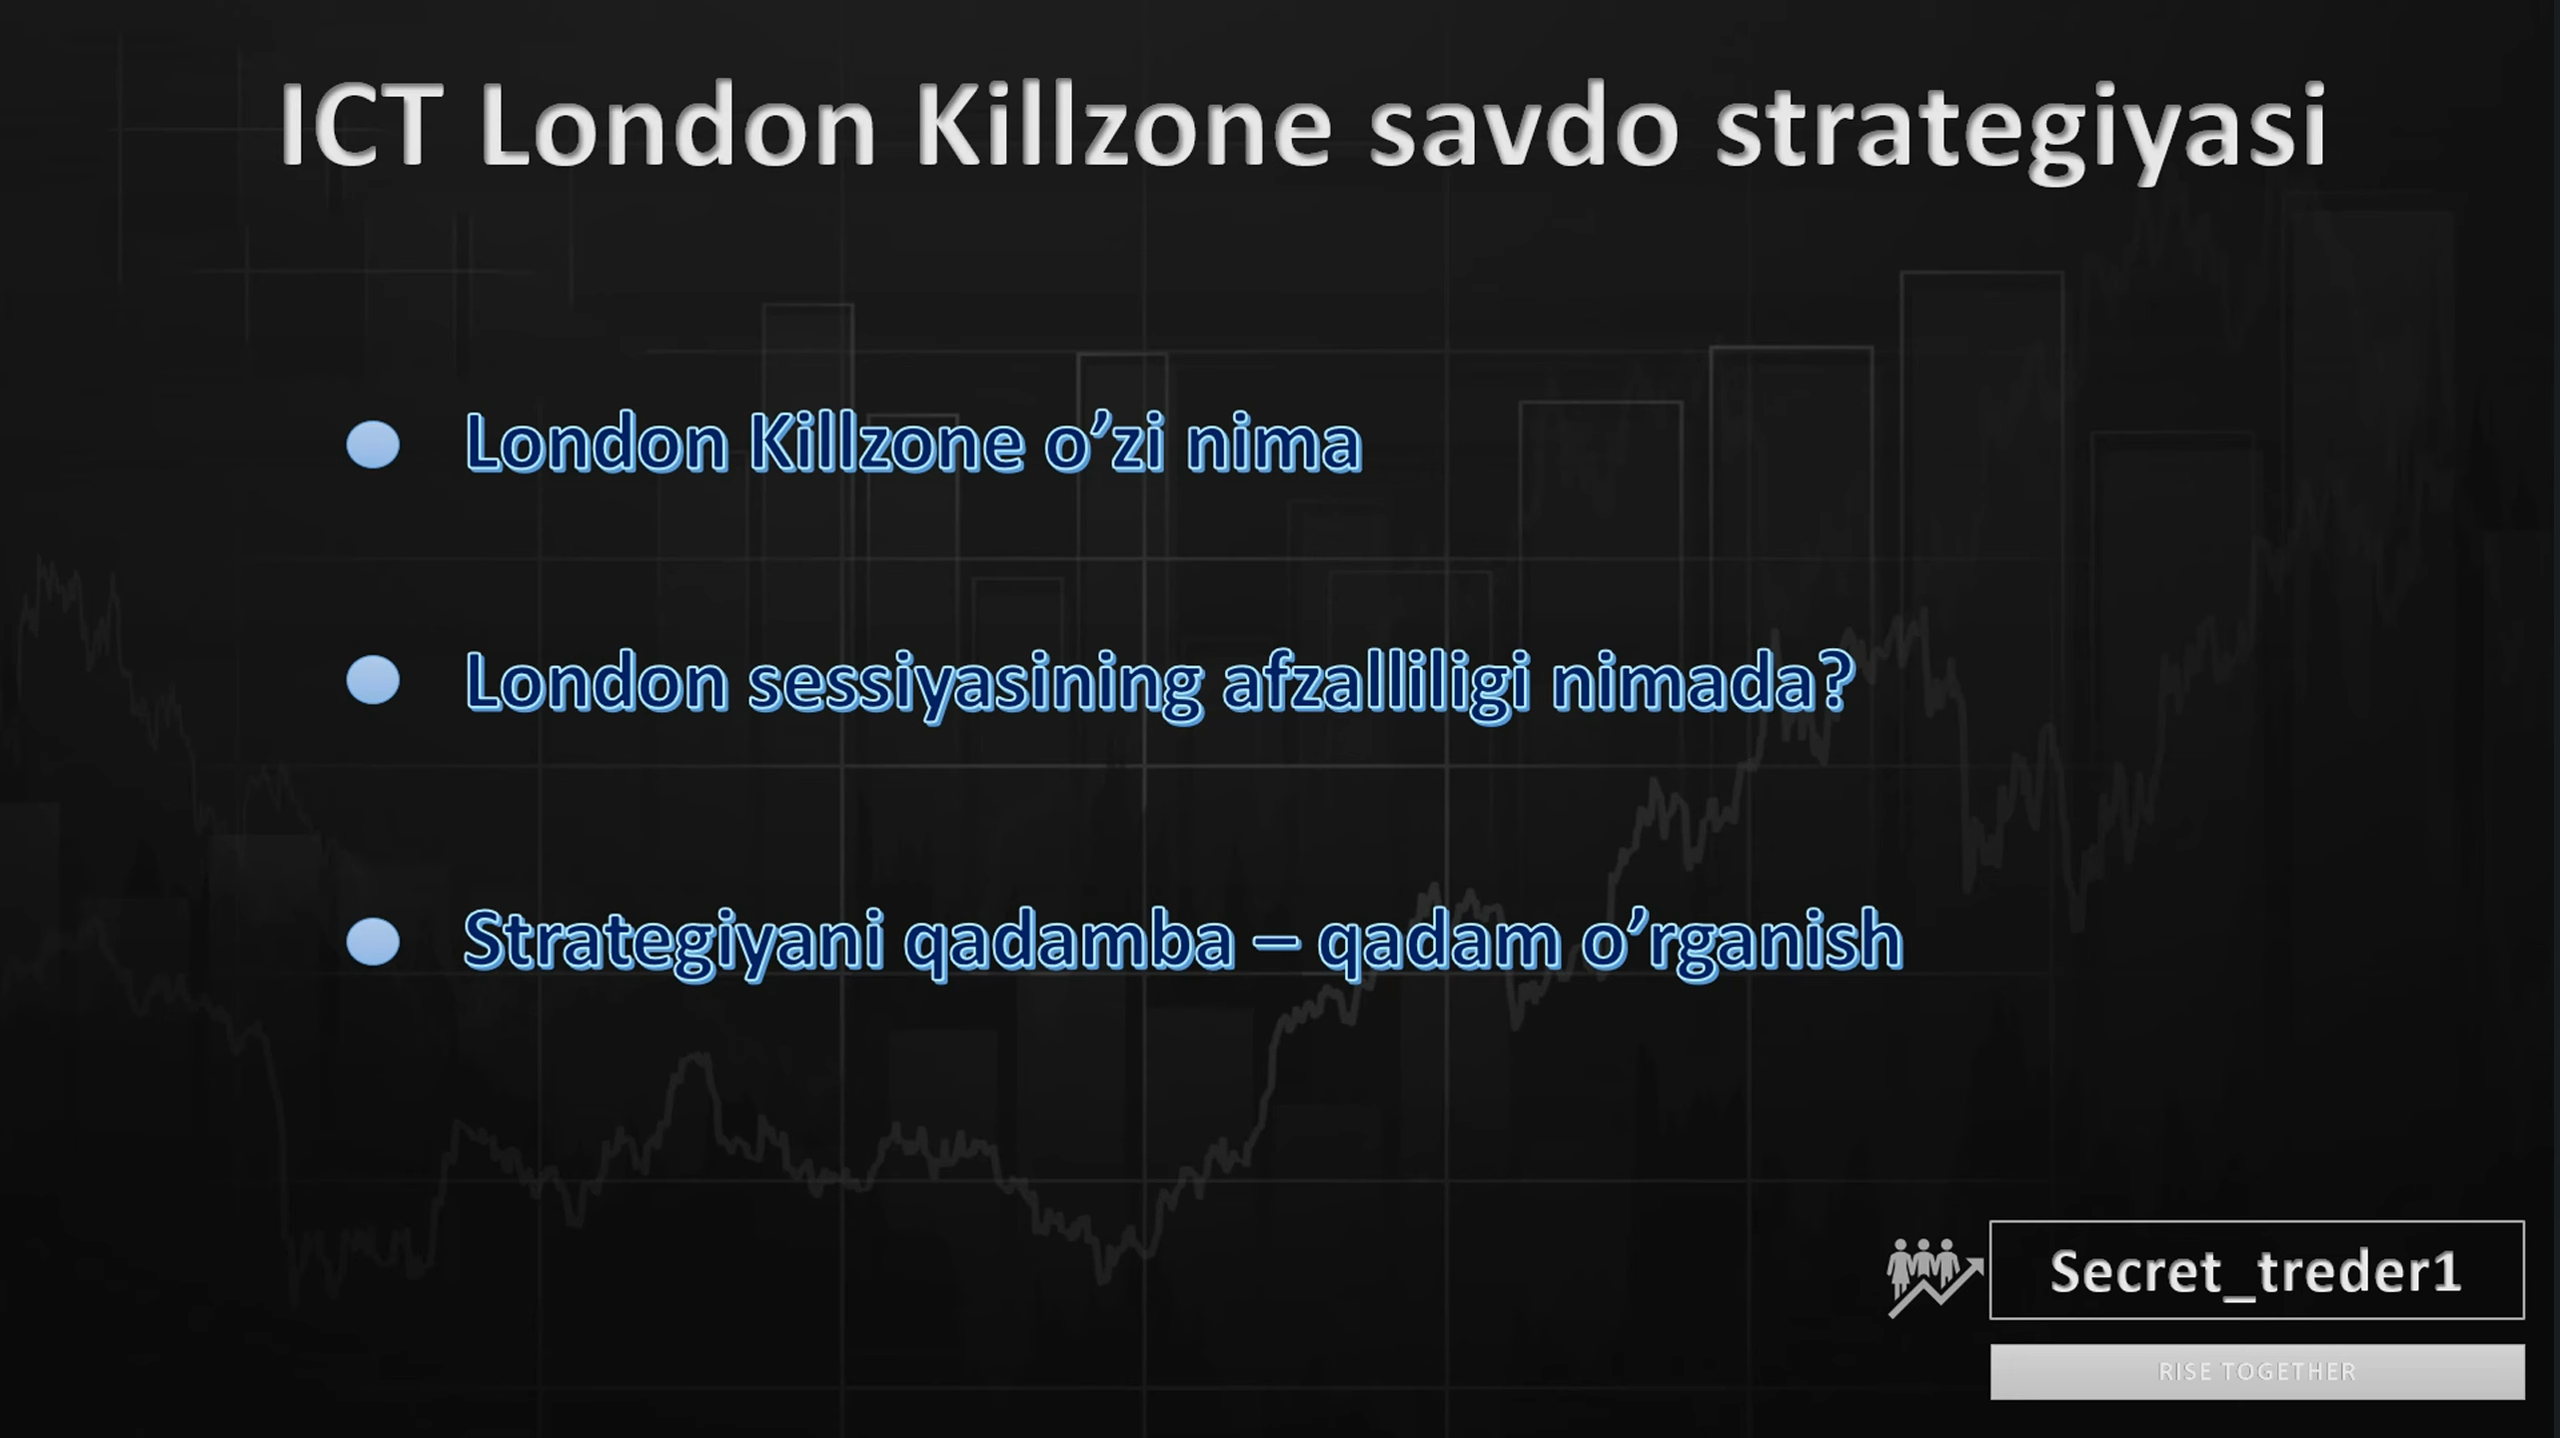 ICT London Killzone savdo strategiyasi
London Killzone o’zi nima
London sessiyasining afzalliligi nimada?
Strategiyani qadamba – qadam o’rganish
Secret_treder1
RISE TOGETHER